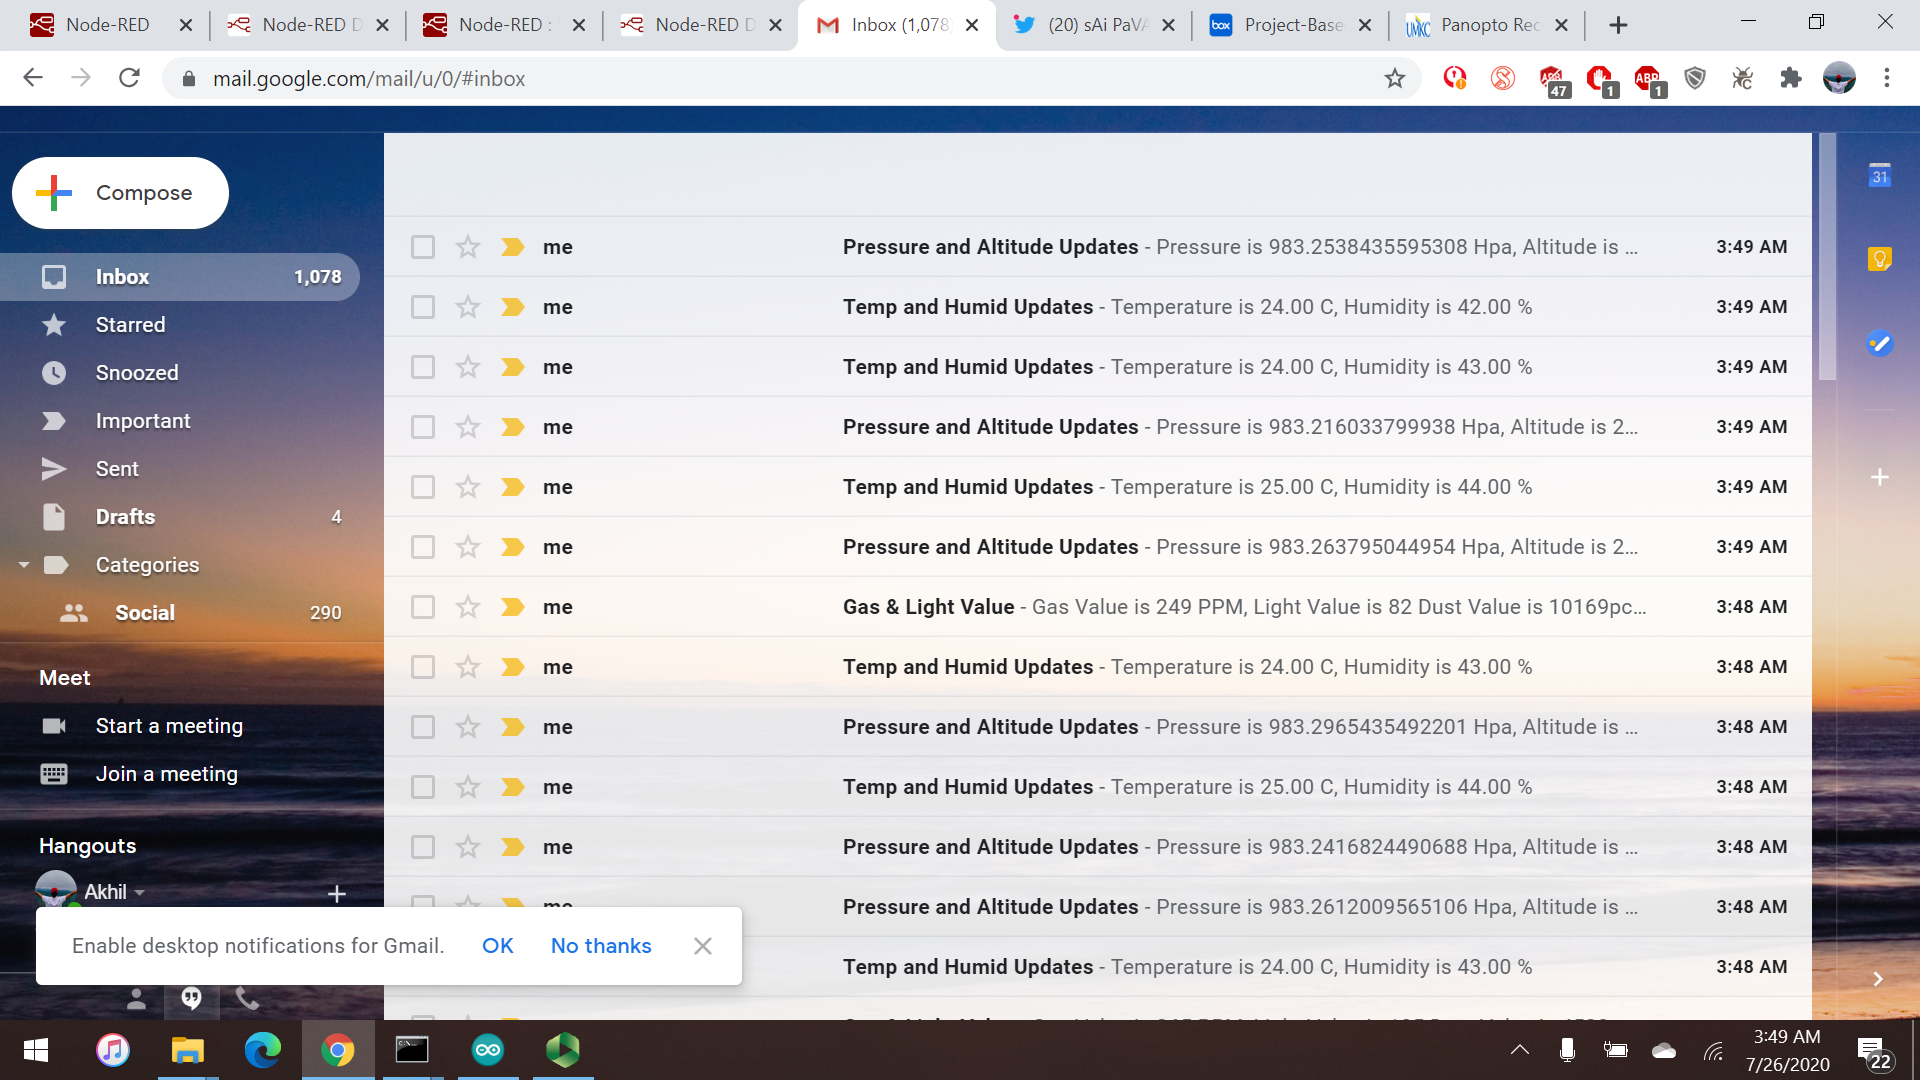 Node-RED
Node-RED D
Node-RED :
Node-RED D
Inbox (1,078)
(20) sAi PaVA
Project-Base
Panopto Rec
mail.google.com/mail/u/0/#inbox
47
1
ABP
1
Compose
31
Inbox 1,078
Starred
Snoozed
Important
Sent
Drafts 4
Categories
Social 290
Meet
Start a meeting
Join a meeting
Hangouts
Akhil
me Pressure and Altitude Updates - Pressure is 983.2538435595308 Hpa, Altitude is ... 3:49 AM
me Temp and Humid Updates - Temperature is 24.00 C, Humidity is 42.00 % 3:49 AM
me Temp and Humid Updates - Temperature is 24.00 C, Humidity is 43.00 % 3:49 AM
me Pressure and Altitude Updates - Pressure is 983.216033799938 Hpa, Altitude is 2... 3:49 AM
me Temp and Humid Updates - Temperature is 25.00 C, Humidity is 44.00 % 3:49 AM
me Pressure and Altitude Updates - Pressure is 983.263795044954 Hpa, Altitude is 2... 3:49 AM
me Gas & Light Value - Gas Value is 249 PPM, Light Value is 82 Dust Value is 10169pc... 3:48 AM
me Temp and Humid Updates - Temperature is 24.00 C, Humidity is 43.00 % 3:48 AM
me Pressure and Altitude Updates - Pressure is 983.2965435492201 Hpa, Altitude is ... 3:48 AM
me Temp and Humid Updates - Temperature is 25.00 C, Humidity is 44.00 % 3:48 AM
me Pressure and Altitude Updates - Pressure is 983.2416824490688 Hpa, Altitude is ... 3:48 AM
me Pressure and Altitude Updates - Pressure is 983.2612009565106 Hpa, Altitude is ... 3:48 AM
Temp and Humid Updates - Temperature is 24.00 C, Humidity is 43.00 % 3:48 AM
Enable desktop notifications for Gmail. OK No thanks
3:49 AM
7/26/2020
22